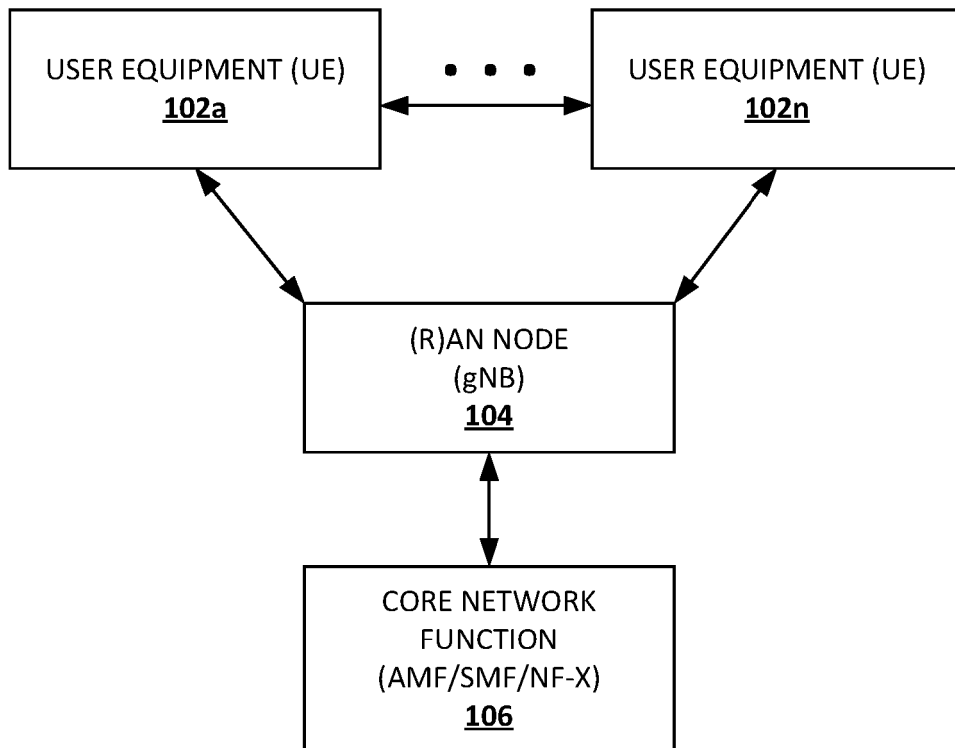 USER EQUIPMENT (UE)
102a
• • •
USER EQUIPMENT (UE)
102n
(R)AN NODE
(gNB)
104
CORE NETWORK
FUNCTION
(AMF/SMF/NF-X)
106